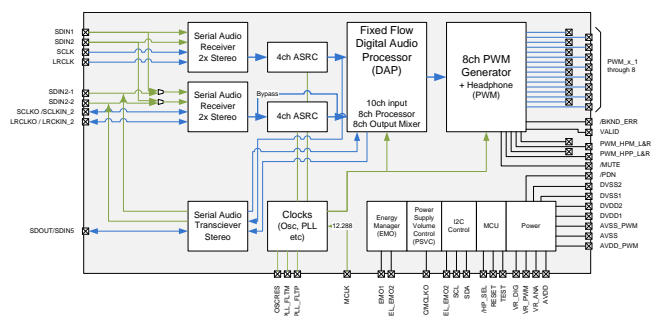 SDIN1
SDIN2
SCLK
LRCLK
SDIN2-1
SDIN2-2
SCLKO /SCLKIN_2
LRCLKO / LRCKIN_2
SDOUT/SDIN5
Serial Audio
Receiver
2x Stereo
Serial Audio
Receiver
2x Stereo
Serial Audio
Transciever
Stereo
4ch ASRC
Bypass
4ch ASRC
Clocks
(Osc, PLL
etc)
12.288
Fixed Flow
Digital Audio
Processor
(DAP)
10ch input
8ch Processor
8ch Output Mixer
8ch PWM
Generator
+ Headphone
(PWM)
Energy
Manager
(EMO)
Power
Supply
Volume
Control
(PSVC)
I2C
Control
MCU
Power
PWM_x_1
through 8
/BKND_ERR
VALID
PWM_HPM_L&R
PWM_HPP_L&R
/MUTE
/PDN
DVSS2
DVSS1
DVDD2
DVDD1
AVSS_PWM
AVSS
AVDD_PWM
OSCRES
PLL_FLTM
PLL_FLTP
MCLK
EMO1
EL_EMO2
EL_EMO2
SCL
SDA
/HP_SEL
RESET
TEST
VR_DIG
VR_PWM
VR_ANA
AVDD